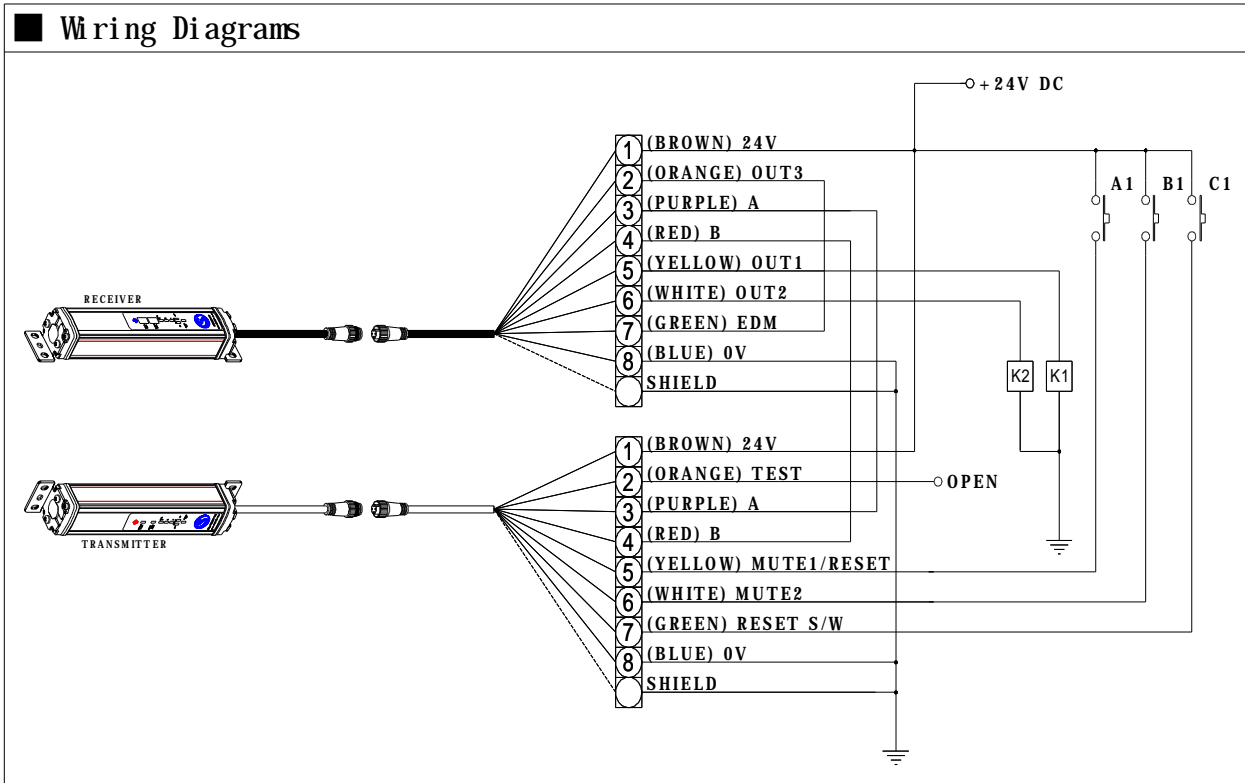 ■ Wiring Diagrams
+24V DC
RECEIVER
1 (BROWN) 24V
2 (ORANGE) OUT3
3 (PURPLE) A
4 (RED) B
5 (YELLOW) OUT1
6 (WHITE) OUT2
7 (GREEN) EDM
8 (BLUE) 0V
SHIELD
A1 B1 C1
K2 K1
TRANSMITTER
1 (BROWN) 24V
2 (ORANGE) TEST
OPEN
3 (PURPLE) A
4 (RED) B
5 (YELLOW) MUTE1/RESET
6 (WHITE) MUTE2
7 (GREEN) RESET S/W
8 (BLUE) 0V
SHIELD